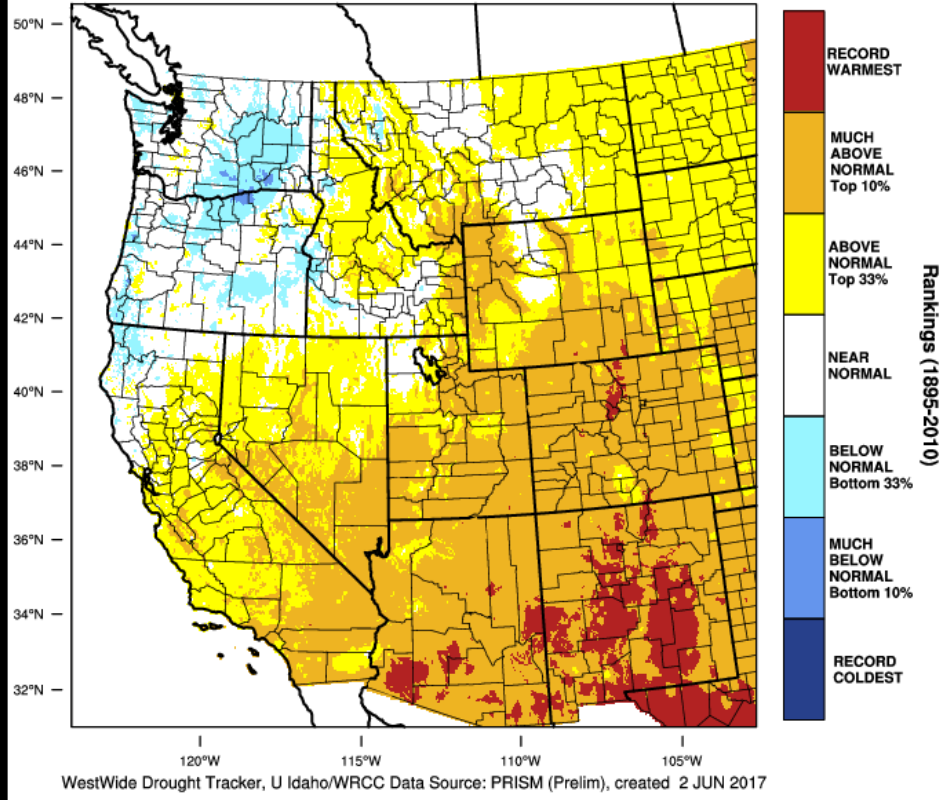 50°N
48°N
46°N
44°N
42°N
40°N
38°N
36°N
34°N
32°N
120°W
115°W
110°W
105°W
RECORD
WARMEST
MUCH
ABOVE
NORMAL
Top 10%
ABOVE
NORMAL
Top 33%
NEAR
NORMAL
BELOW
NORMAL
Bottom 33%
MUCH
BELOW
NORMAL
Bottom 10%
RECORD
COLDEST
Rankings (1895-2010)
WestWide Drought Tracker, U Idaho/WRCC Data Source: PRISM (Prelim), created 2 JUN 2017